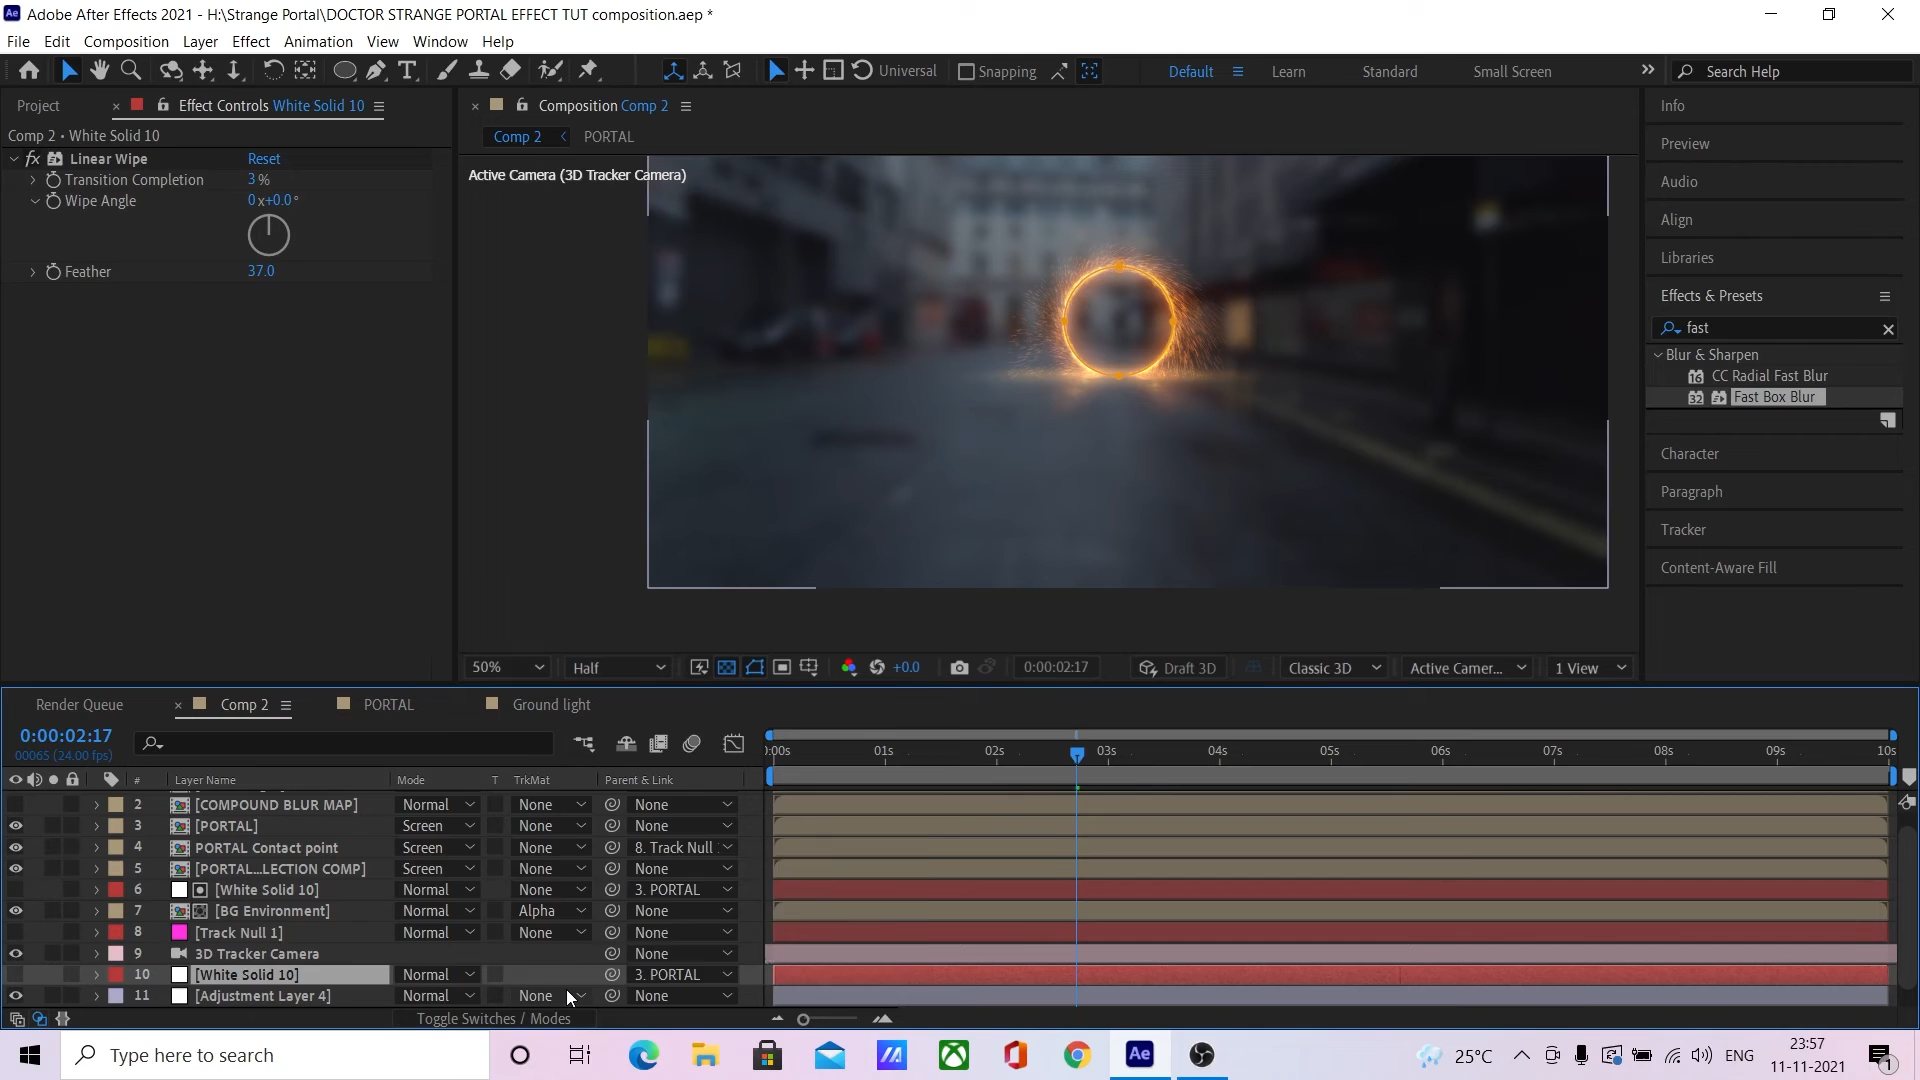 Adobe After Effects 2021 - H:\Strange Portal\DOCTOR STRANGE PORTAL EFFECT TUT composition.aep *
File Edit Composition Layer Effect Animation View Window Help
Universal Snapping Default Learn Standard Small Screen Search Help
Project Effect Controls White Solid 10
Composition Comp 2
Comp 2 • White Solid 10
Comp 2 PORTAL
fx Linear Wipe Reset
Transition Completion 3 %
Wipe Angle 0 x+0.0 °
Feather 37.0
Active Camera (3D Tracker Camera)
Info
Preview
Audio
Align
Libraries
Effects & Presets
fast
Blur & Sharpen
16 CC Radial Fast Blur
32 Fast Box Blur
Character
Paragraph
Tracker
Content-Aware Fill
50% Half +0.0 0:00:02:17 Draft 3D Classic 3D Active Camer... 1 View
Render Queue Comp 2 PORTAL Ground light
0:00:02:17
00065 (24.00 fps)
):00s 01s 02s 03s 04s 05s 06s 07s 08s 09s 10s
# Layer Name Mode T TrkMat Parent & Link
2 [COMPOUND BLUR MAP] Normal None None
3 [PORTAL] Screen None None
4 PORTAL Contact point Screen None 8. Track Null
5 [PORTAL...LECTION COMP] Screen None None
6 [White Solid 10] Normal None 3. PORTAL
7 [BG Environment] Normal Alpha None
8 [Track Null 1] Normal None None
9 3D Tracker Camera None
10 [White Solid 10] Normal 3. PORTAL
11 [Adjustment Layer 4] Normal None None
Toggle Switches / Modes
Type here to search
Ae
25°C ENG
23:57
11-11-2021
1